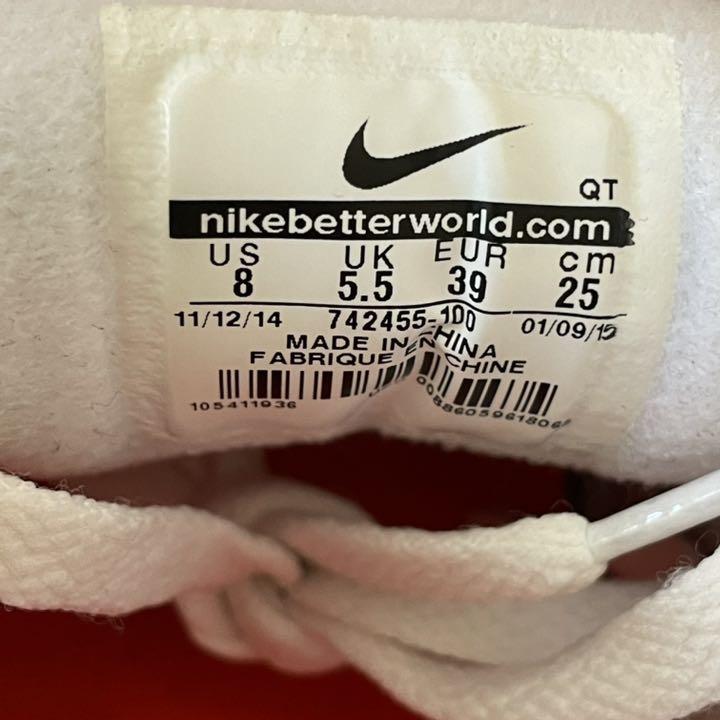 QT
nikebetterworld.com
US UK EUR cm
8 5.5 39 25
11/12/14 742455-100 01/09/15
MADE IN CHINA
FABRIQUE EN CHINE
105411936